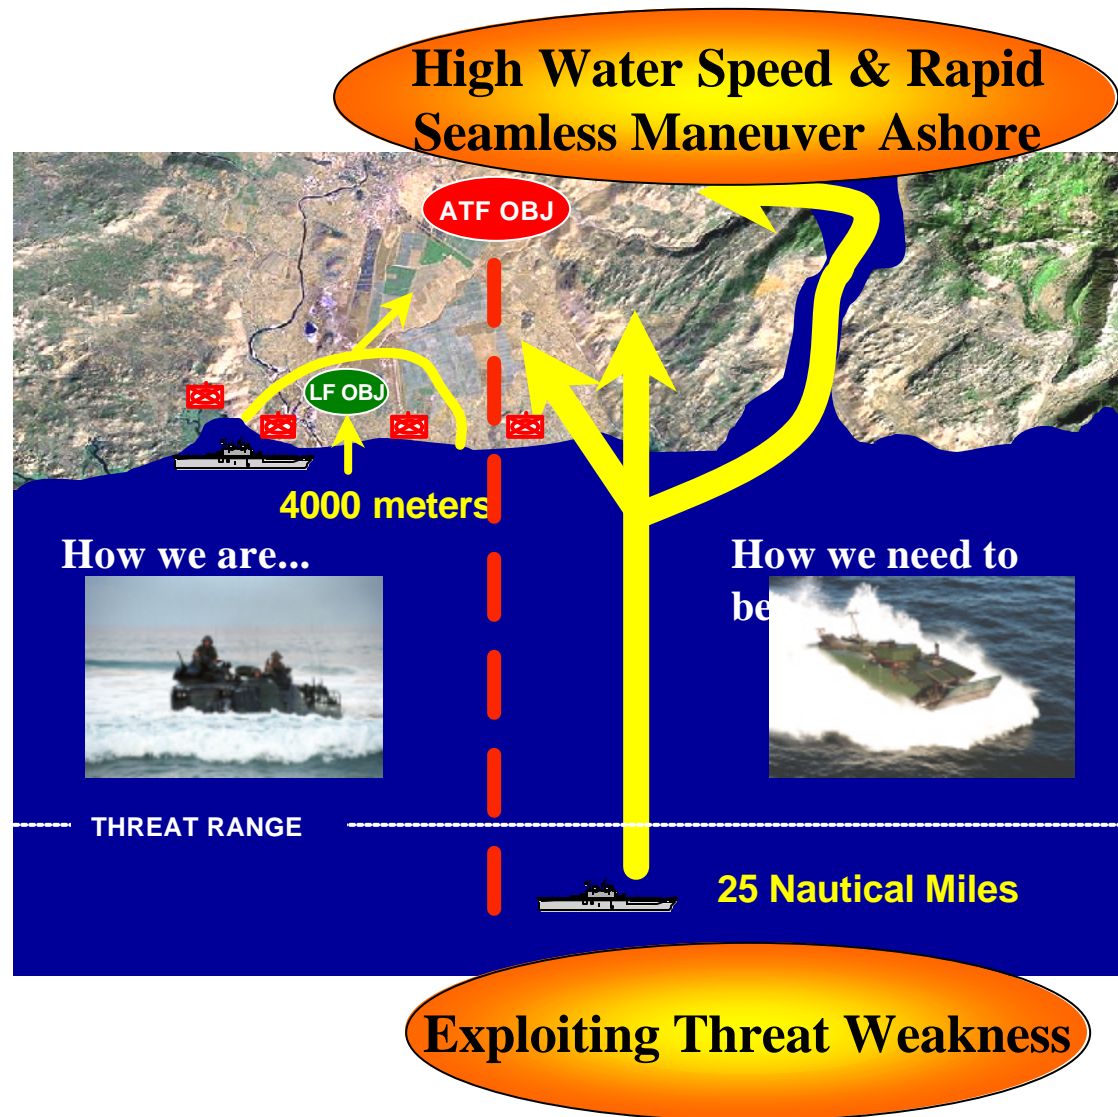 High Water Speed & Rapid
Seamless Maneuver Ashore
ATF OBJ
LF OBJ
4000 meters
How we are...
How we need to
be
THREAT RANGE
25 Nautical Miles
Exploiting Threat Weakness